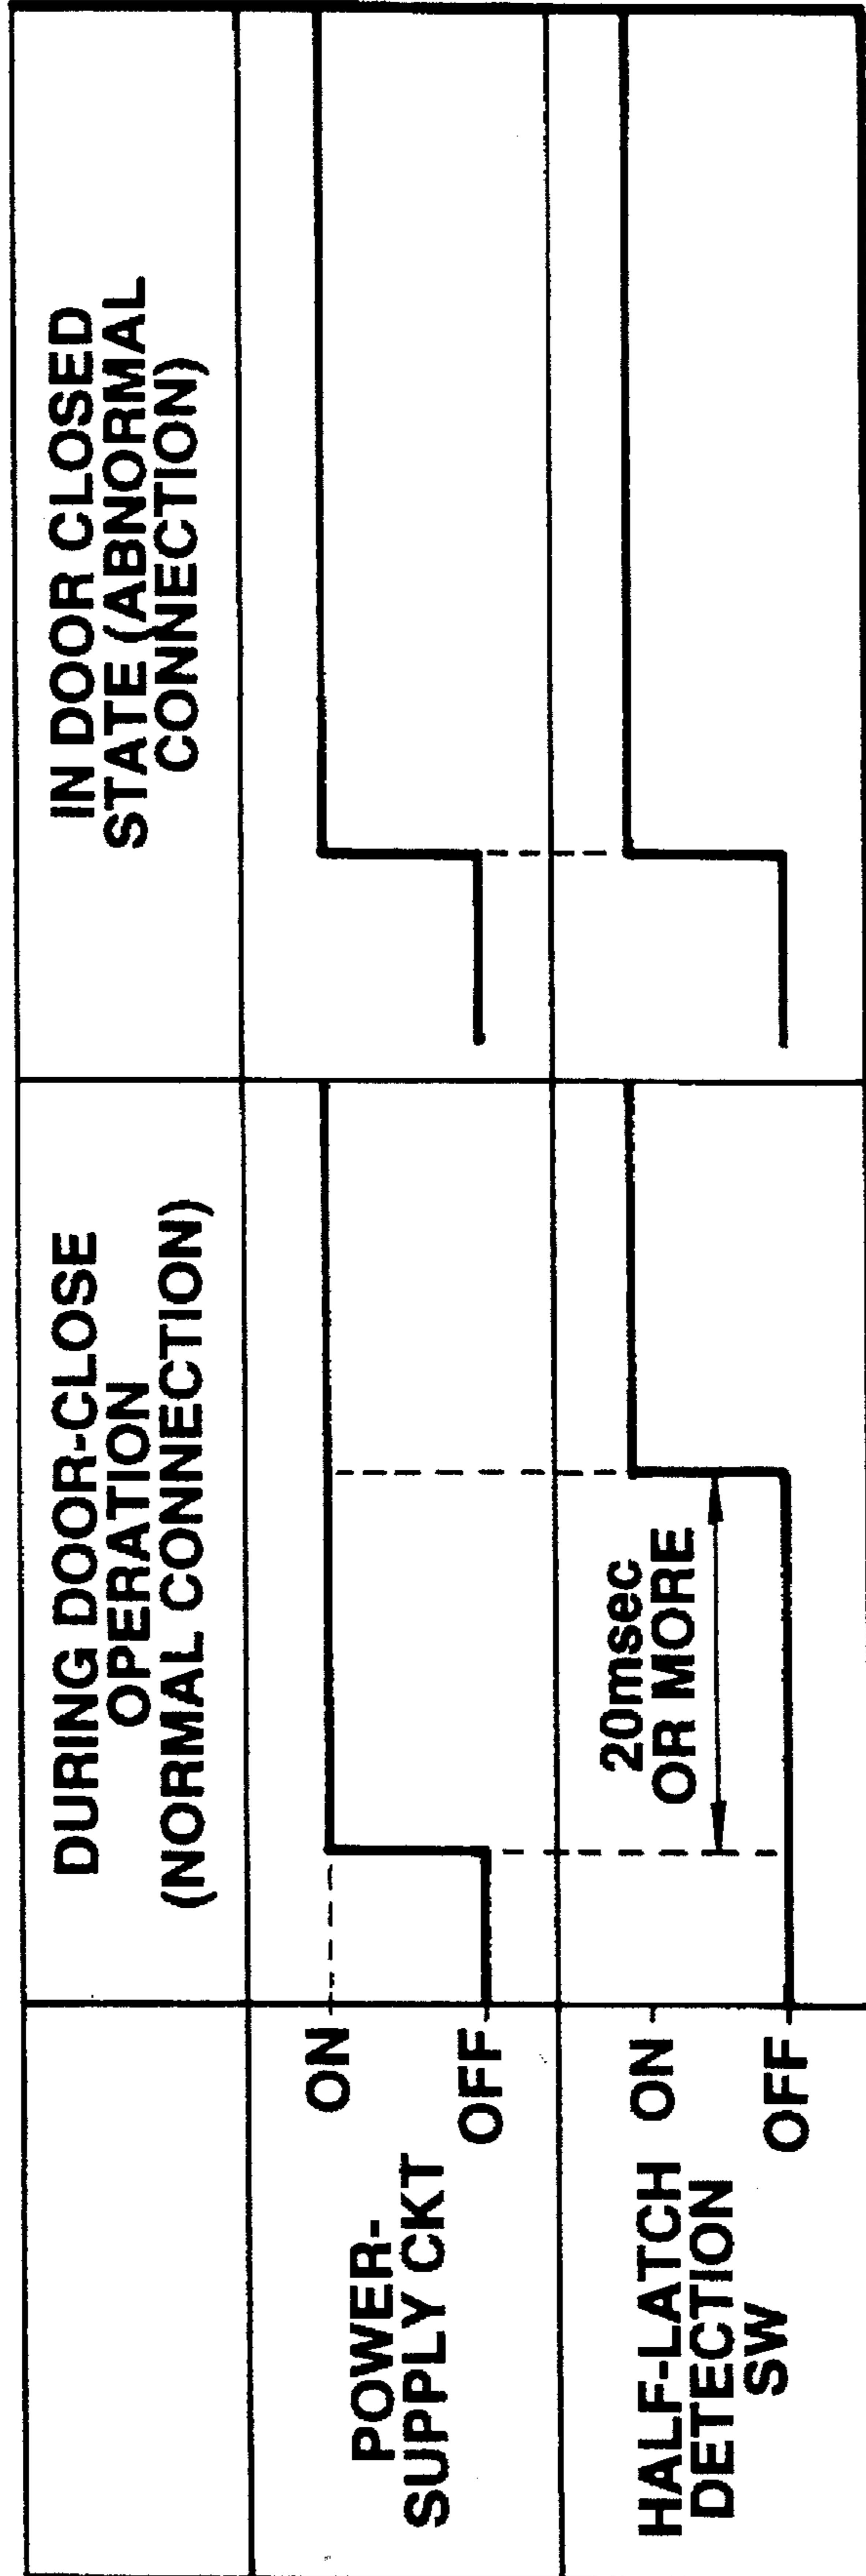 DURING DOOR-CLOSE
OPERATION
(NORMAL CONNECTION)
IN DOOR CLOSED
STATE (ABNORMAL
CONNECTION)
POWER-
SUPPLY CKT
ON
OFF
HALF-LATCH
DETECTION
SW
ON
OFF
20msec
OR MORE